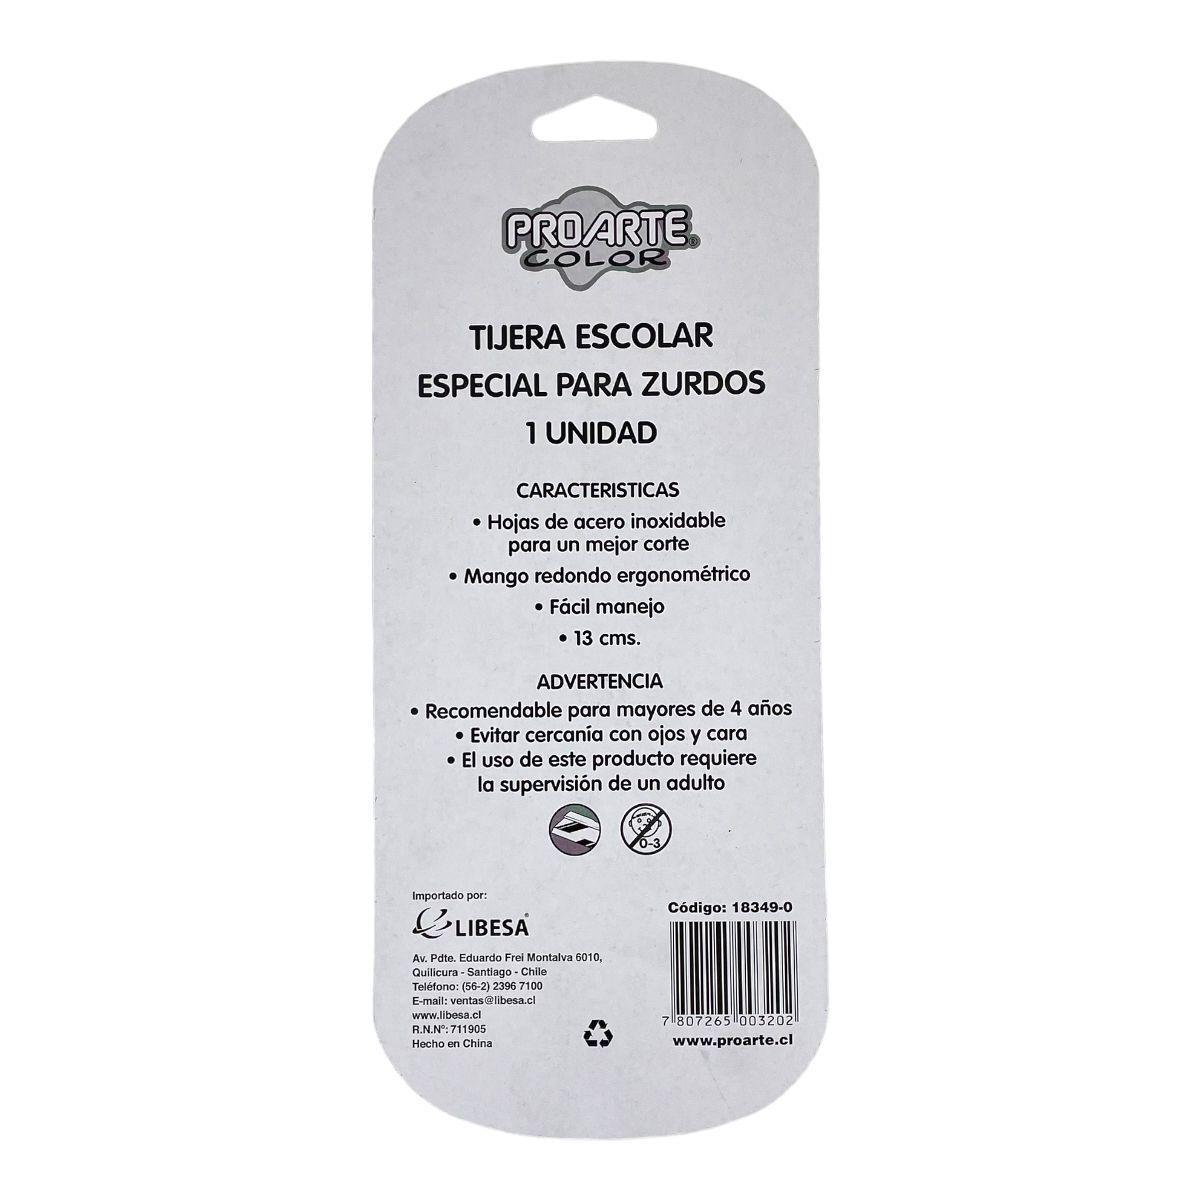 PROARTE®
COLOR
TIJERA ESCOLAR
ESPECIAL PARA ZURDOS
1 UNIDAD
CARACTERISTICAS
• Hojas de acero inoxidable
para un mejor corte
• Mango redondo ergonométrico
• Fácil manejo
• 13 cms.
ADVERTENCIA
• Recomendable para mayores de 4 años
• Evitar cercanía con ojos y cara
• El uso de este producto requiere
la supervisión de un adulto
0-3
Importado por:
LIBESA®
Av. Pdte. Eduardo Frei Montalva 6010,
Quilicura - Santiago - Chile
Teléfono: (56-2) 2396 7100
E-mail: ventas@libesa.cl
www.libesa.cl
R.N.Nº: 711905
Hecho en China
Código: 18349-0
7 807265 003202
www.proarte.cl